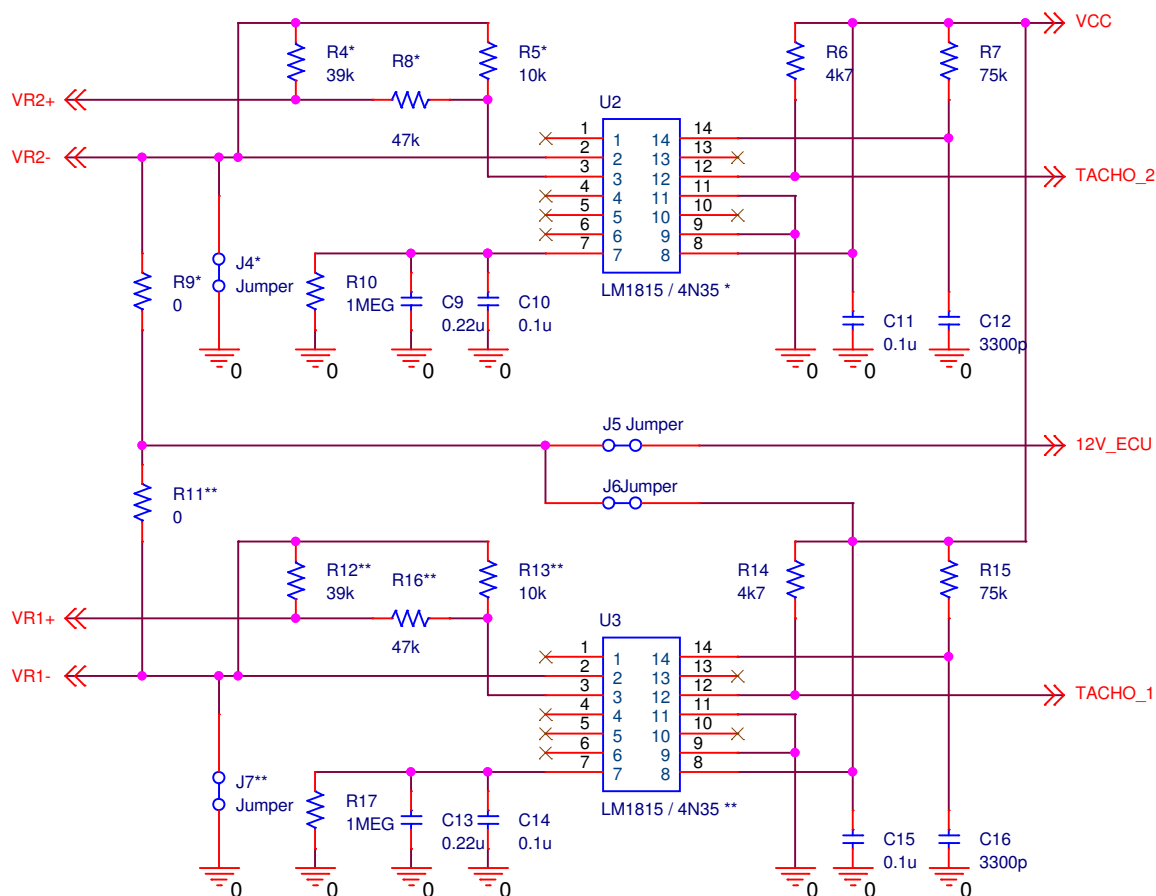 VCC
R4*
39k
R8*
R5*
10k
R6
4k7
R7
75k
VR2+
47k
U2
VR2-
1 1 14 14
2 2 13 13
3 3 12 12
TACHO_2
4 4 11 11
5 5 10 10
6 6 9 9
7 7 8 8
LM1815 / 4N35 *
R9*
0
J4*
Jumper
R10
1MEG
C9
0.22u
C10
0.1u
C11
0.1u
C12
3300p
0 0 0 0 0 0 0
J5 Jumper
12V_ECU
J6Jumper
R11**
0
R12**
39k
R16**
R13**
10k
R14
4k7
R15
75k
VR1+
47k
U3
VR1-
1 1 14 14
2 2 13 13
3 3 12 12
TACHO_1
4 4 11 11
5 5 10 10
6 6 9 9
7 7 8 8
LM1815 / 4N35 **
J7**
Jumper
R17
1MEG
C13
0.22u
C14
0.1u
C15
0.1u
C16
3300p
0 0 0 0 0 0 0